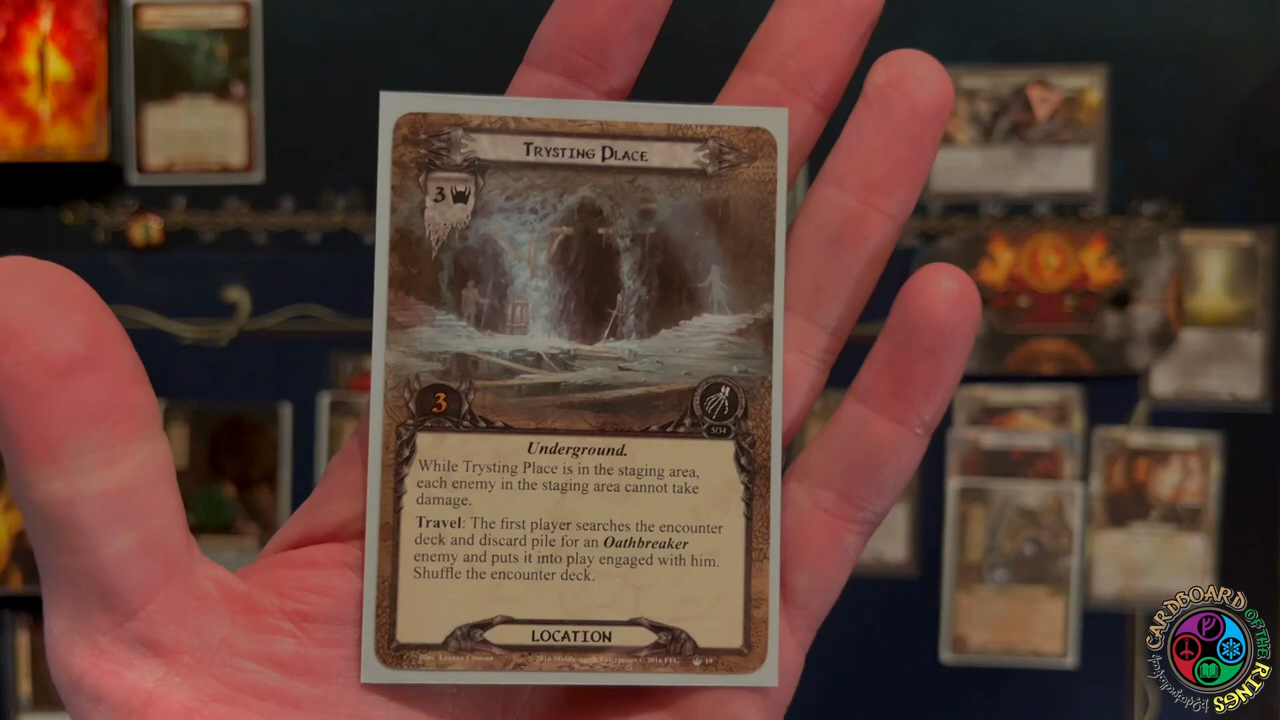 Trysting Place
3
3
5/34
Underground.
While Trysting Place is in the staging area,
each enemy in the staging area cannot take
damage.
Travel: The first player searches the encounter
deck and discard pile for an Oathbreaker
enemy and puts it into play engaged with him.
Shuffle the encounter deck.
LOCATION
CARDBOARD OF THE RINGS